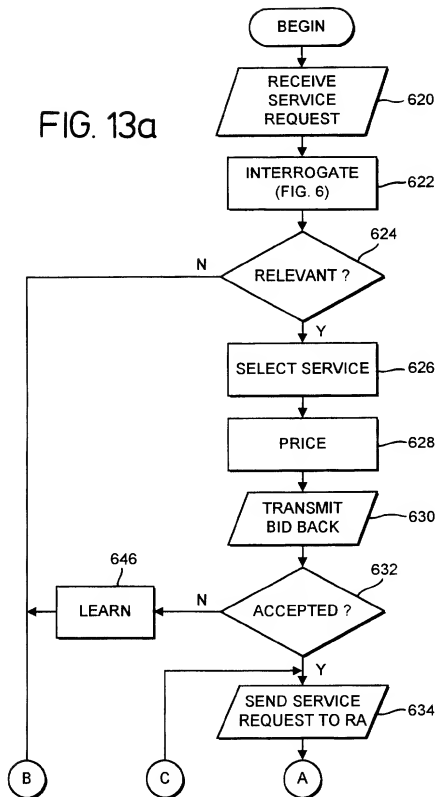 BEGIN
RECEIVE
SERVICE
REQUEST
620
FIG. 13a
INTERROGATE
(FIG. 6)
622
624
N
RELEVANT ?
Y
SELECT SERVICE
626
PRICE
628
TRANSMIT
BID BACK
630
646
632
LEARN
N
ACCEPTED ?
Y
SEND SERVICE
REQUEST TO RA
634
B
C
A